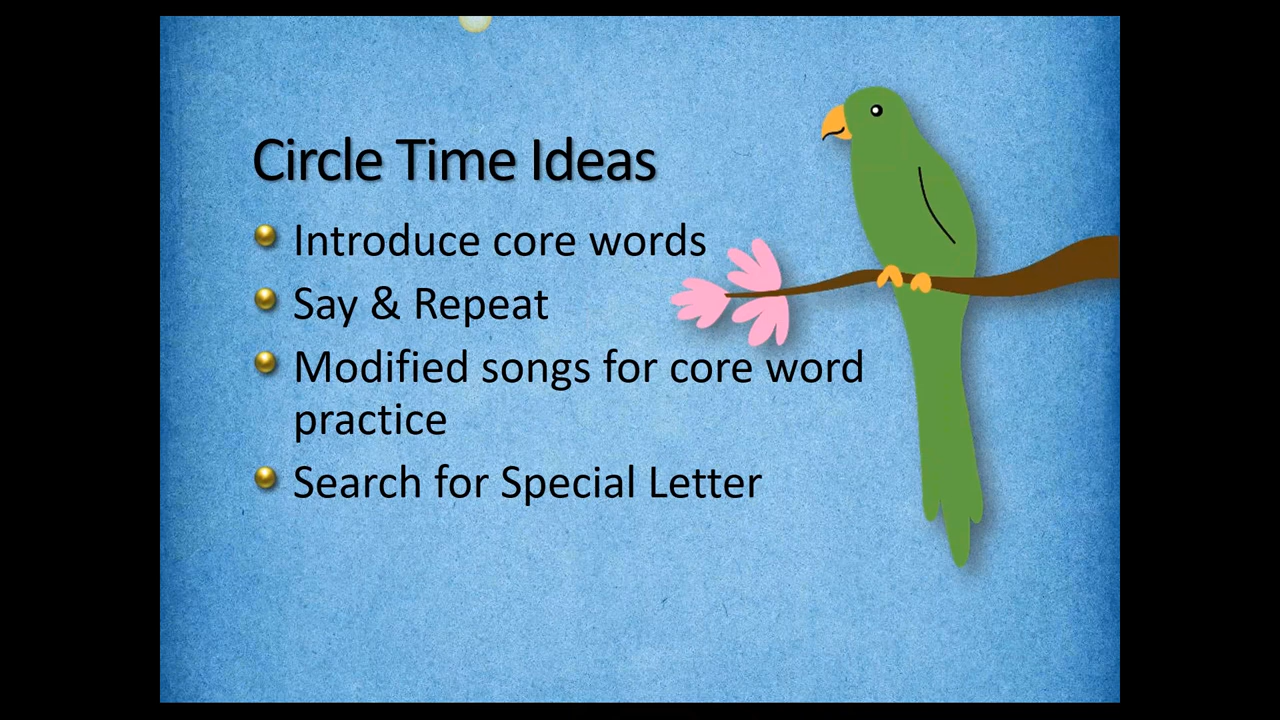 Circle Time Ideas
Introduce core words
Say & Repeat
Modified songs for core word
practice
Search for Special Letter